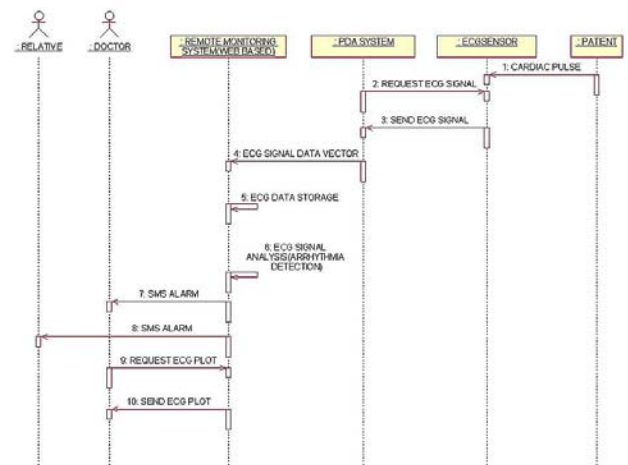 : RELATIVE
: DOCTOR
: REMOTE MONITORING
SYSTEM(WEB BASED)
: PDA SYSTEM
: ECGSENSOR
: PATIENT
1: CARDIAC PULSE
2: REQUEST ECG SIGNAL
3: SEND ECG SIGNAL
4: ECG SIGNAL DATA VECTOR
5: ECG DATA STORAGE
6: ECG SIGNAL
ANALYSIS(ARRHYTHMIA
DETECTION)
7: SMS ALARM
8: SMS ALARM
9: REQUEST ECG PLOT
10: SEND ECG PLOT